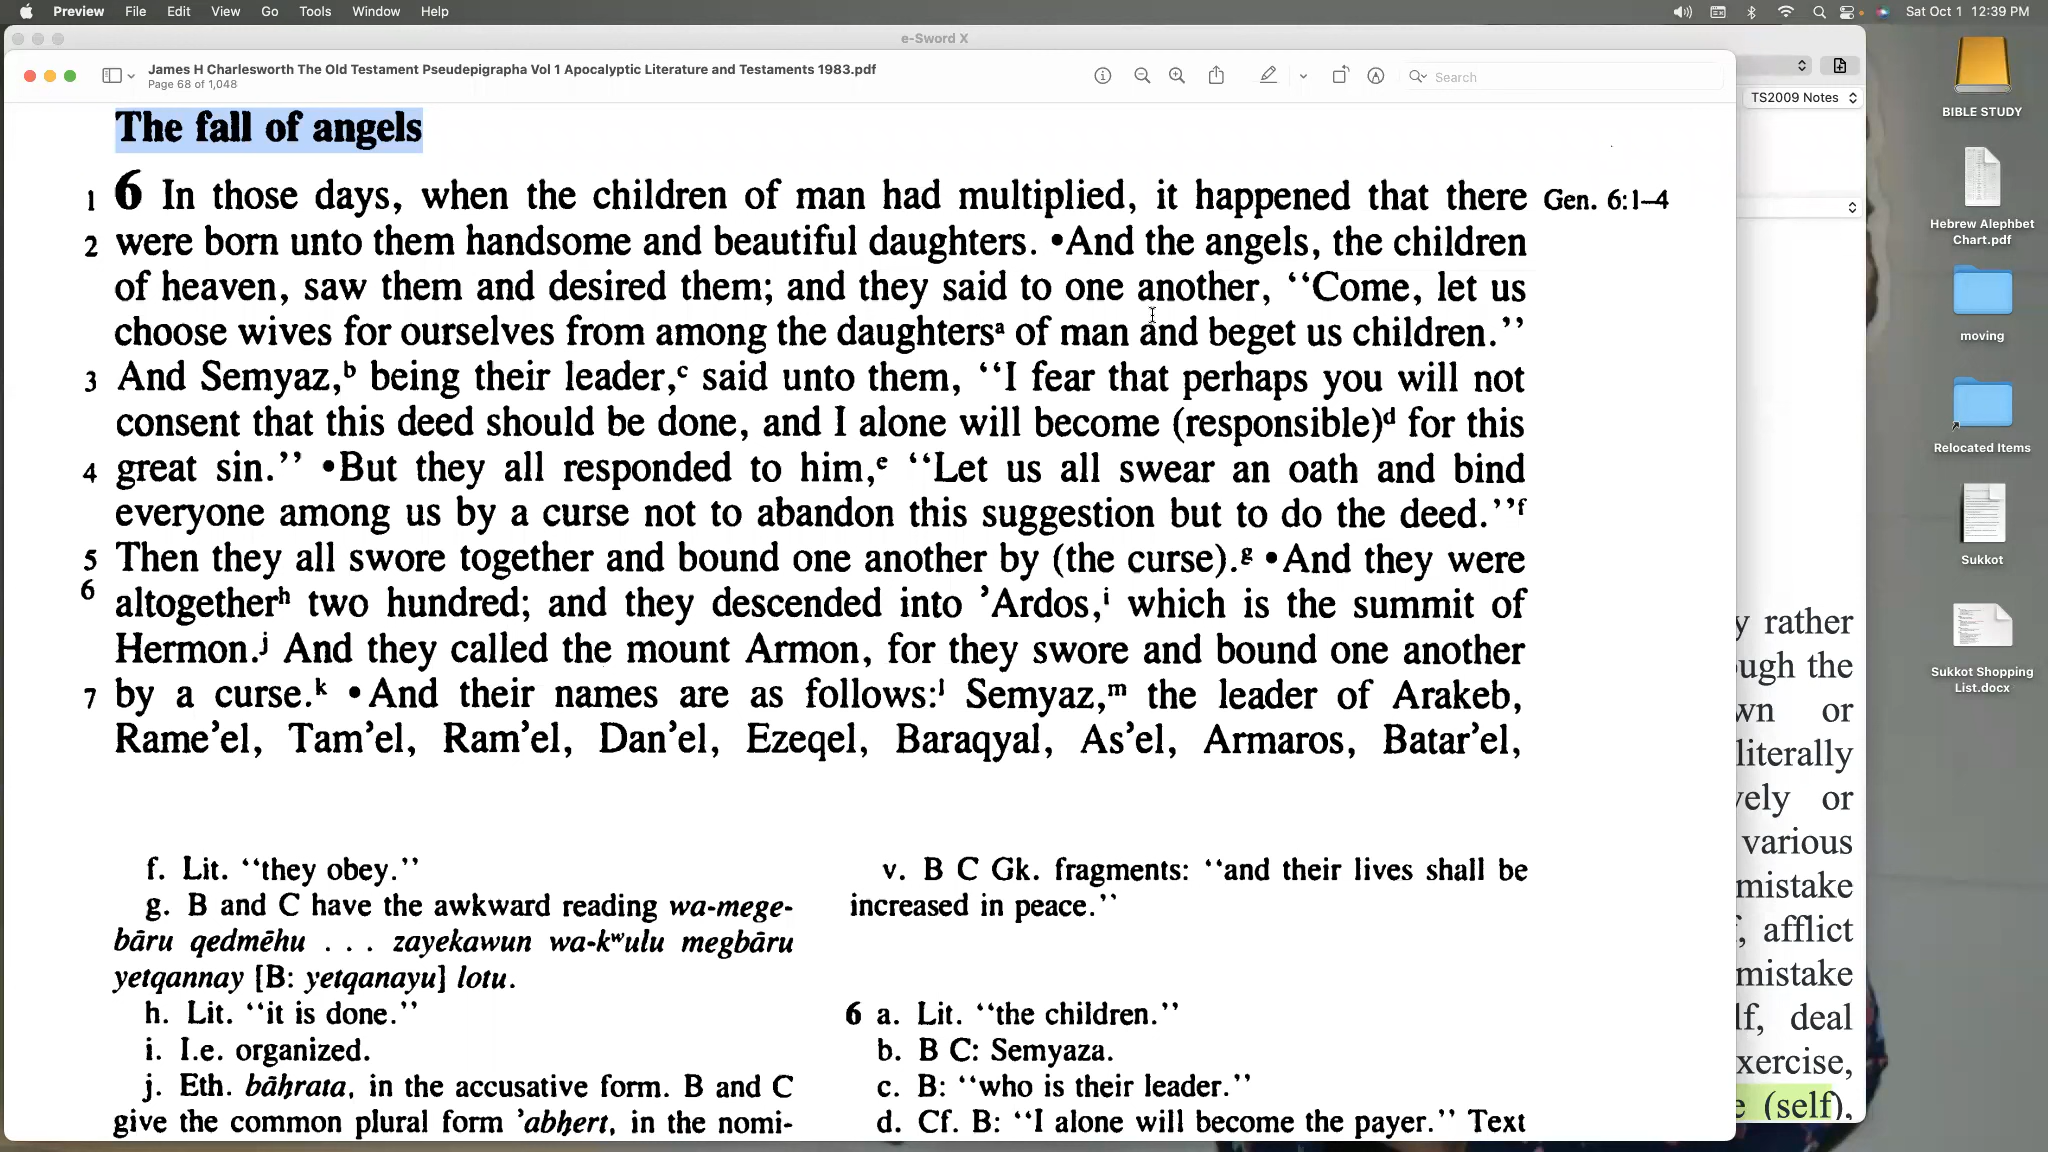 Preview File Edit View Go Tools Window Help
Sat Oct 1 12:39 PM
e-Sword X
James H Charlesworth The Old Testament Pseudepigrapha Vol 1 Apocalyptic Literature and Testaments 1983.pdf
Page 68 of 1,048
Search
The fall of angels
1 6 In those days, when the children of man had multiplied, it happened that there Gen. 6:1–4
2 were born unto them handsome and beautiful daughters. •And the angels, the children
of heaven, saw them and desired them; and they said to one another, ‘‘Come, let us
choose wives for ourselves from among the daughtersᵃ of man and beget us children.’’
3 And Semyaz,ᵇ being their leader,ᶜ said unto them, ‘‘I fear that perhaps you will not
consent that this deed should be done, and I alone will become (responsible)ᵈ for this
4 great sin.’’ •But they all responded to him,ᵉ ‘‘Let us all swear an oath and bind
everyone among us by a curse not to abandon this suggestion but to do the deed.’’ᶠ
5 Then they all swore together and bound one another by (the curse).ᵍ •And they were
6 altogetherʰ two hundred; and they descended into ’Ardos,ⁱ which is the summit of
Hermon.ʲ And they called the mount Armon, for they swore and bound one another
7 by a curse.ᵏ •And their names are as follows:ˡ Semyaz,ᵐ the leader of Arakeb,
Rame’el, Tam’el, Ram’el, Dan’el, Ezeqel, Baraqyal, As’el, Armaros, Batar’el,
f. Lit. ‘‘they obey.’’
g. B and C have the awkward reading wa-mege-
bāru qedmēhu . . . zayekawun wa-kʷulu megbāru
yetqannay [B: yetqanayu] lotu.
h. Lit. ‘‘it is done.’’
i. I.e. organized.
j. Eth. bāḥrata, in the accusative form. B and C
give the common plural form ’abḥert, in the nomi-
v. B C Gk. fragments: ‘‘and their lives shall be
increased in peace.’’
6 a. Lit. ‘‘the children.’’
b. B C: Semyaza.
c. B: ‘‘who is their leader.’’
d. Cf. B: ‘‘I alone will become the payer.’’ Text
TS2009 Notes
y rather
ugh the
wn or
literally
vely or
various
mistake
, afflict
mistake
lf, deal
xercise,
e (self),
BIBLE STUDY
Hebrew Alephbet
Chart.pdf
moving
Relocated Items
Sukkot
Sukkot Shopping
List.docx